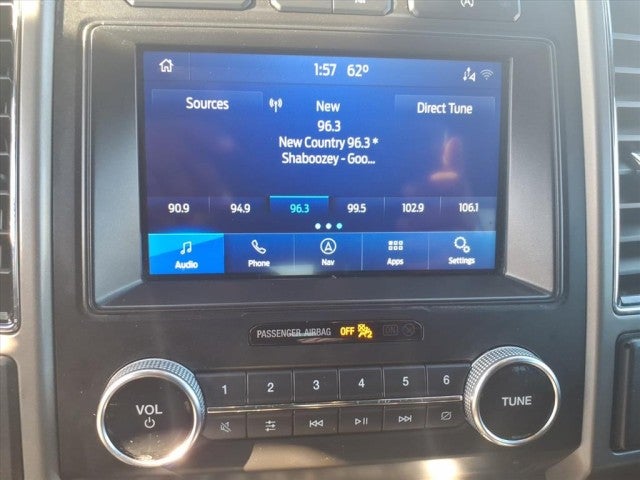 1:57 62°
Sources New Direct Tune
96.3
New Country 96.3 *
Shaboozey - Goo...
90.9 94.9 96.3 99.5 102.9 106.1
Audio Phone Nav Apps Settings
PASSENGER AIRBAG OFF 2 ON
1 2 3 4 5 6
VOL TUNE